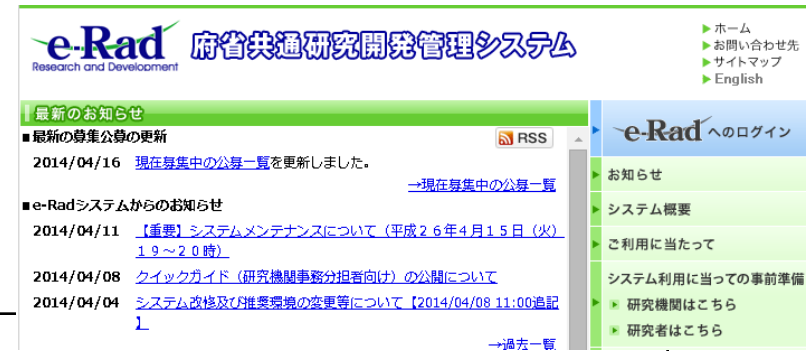 e-Rad
Research and Development
府省共通研究開発管理システム
ホーム
お問い合わせ先
サイトマップ
English
最新のお知らせ
■最新の募集公募の更新
RSS
2014/04/16 現在募集中の公募一覧を更新しました。
→現在募集中の公募一覧
■e-Radシステムからのお知らせ
2014/04/11 【重要】システムメンテナンスについて（平成２６年４月１５日（火）
１９～２０時）
2014/04/08 クイックガイド（研究機関事務分担者向け）の公開について
2014/04/04 システム改修及び推奨環境の変更等について【2014/04/08 11:00追記
】
→過去一覧
e-Radへのログイン
お知らせ
システム概要
ご利用に当たって
システム利用に当っての事前準備
研究機関はこちら
研究者はこちら